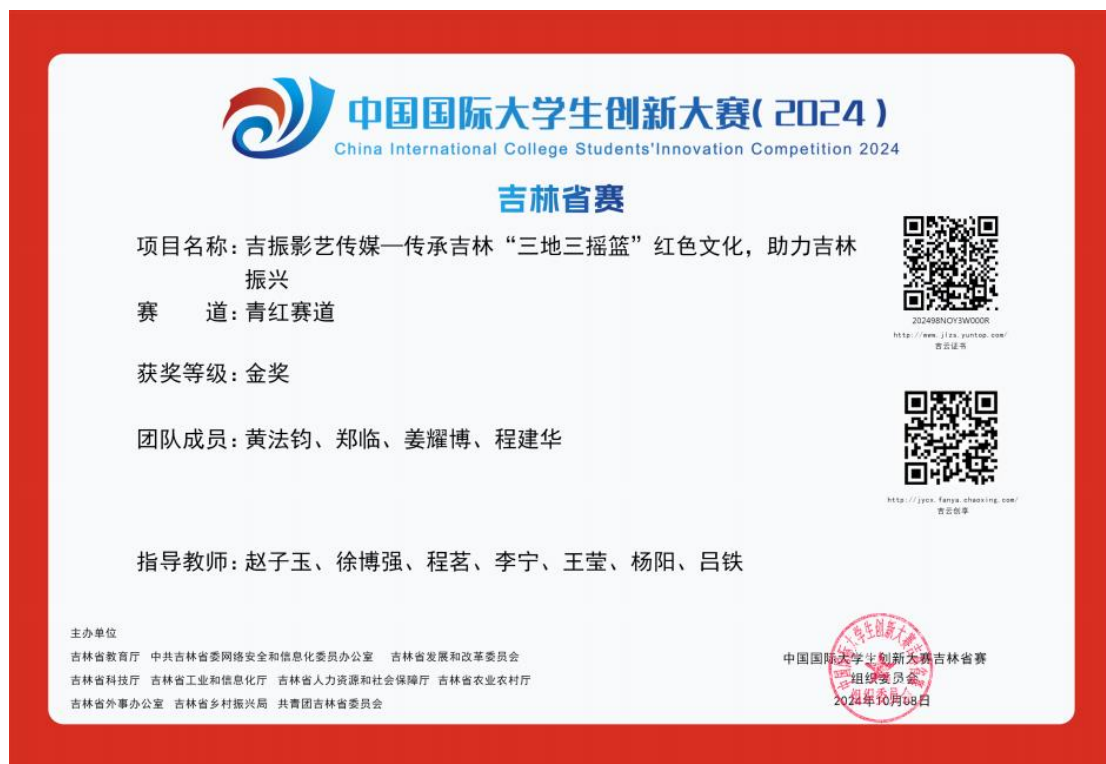 中国国际大学生创新大赛(2024)
China International College Students'Innovation Competition 2024
吉林省赛
项目名称:吉振影艺传媒—传承吉林“三地三摇篮”红色文化,助力吉林
振兴
赛 道:青红赛道
获奖等级:金奖
团队成员:黄法钧、郑临、姜耀博、程建华
指导教师:赵子玉、徐博强、程茗、李宁、王莹、杨阳、吕铁
202498NOY3W000R
http://www.jlzs.yuntop.com/
吉云证书
http://jycx.fanya.chaoxing.com/
吉云创享
主办单位
吉林省教育厅 中共吉林省委网络安全和信息化委员办公室 吉林省发展和改革委员会
吉林省科技厅 吉林省工业和信息化厅 吉林省人力资源和社会保障厅 吉林省农业农村厅
吉林省外事办公室 吉林省乡村振兴局 共青团吉林省委员会
中国国际大学生创新大赛吉林省赛
组织委员会
2024年10月08日